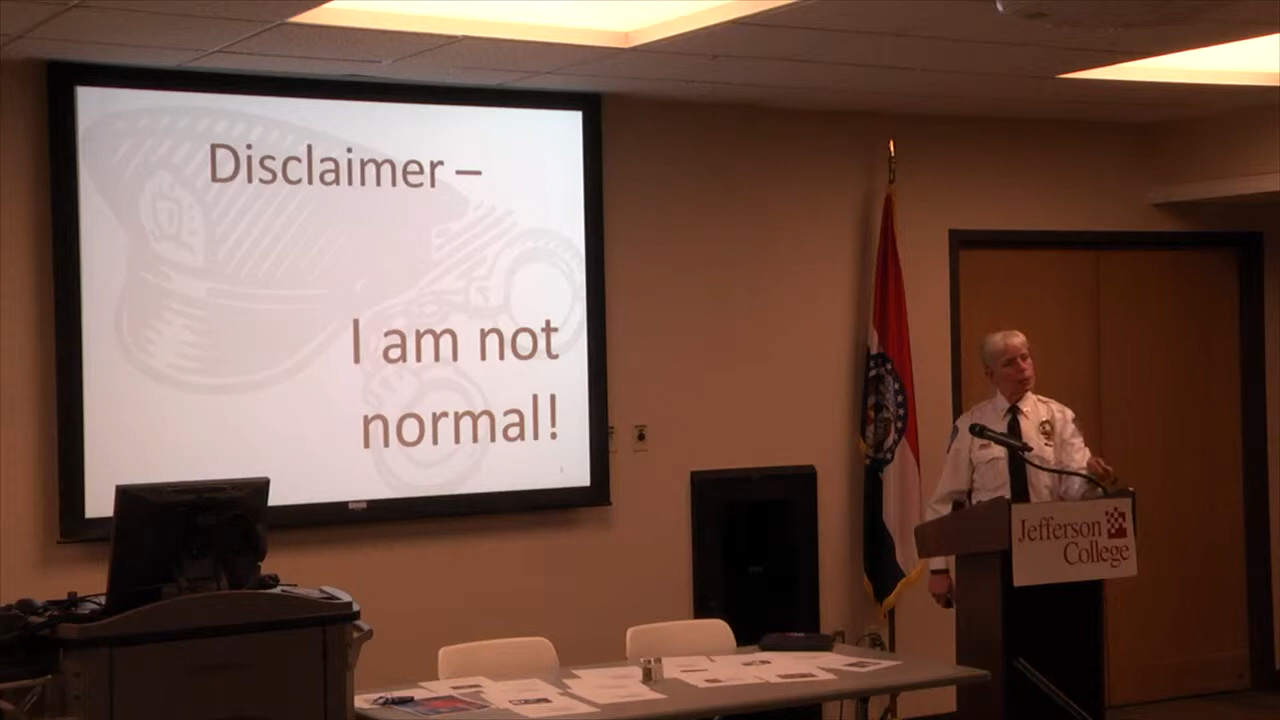 Disclaimer –
I am not
normal!
Jefferson
College